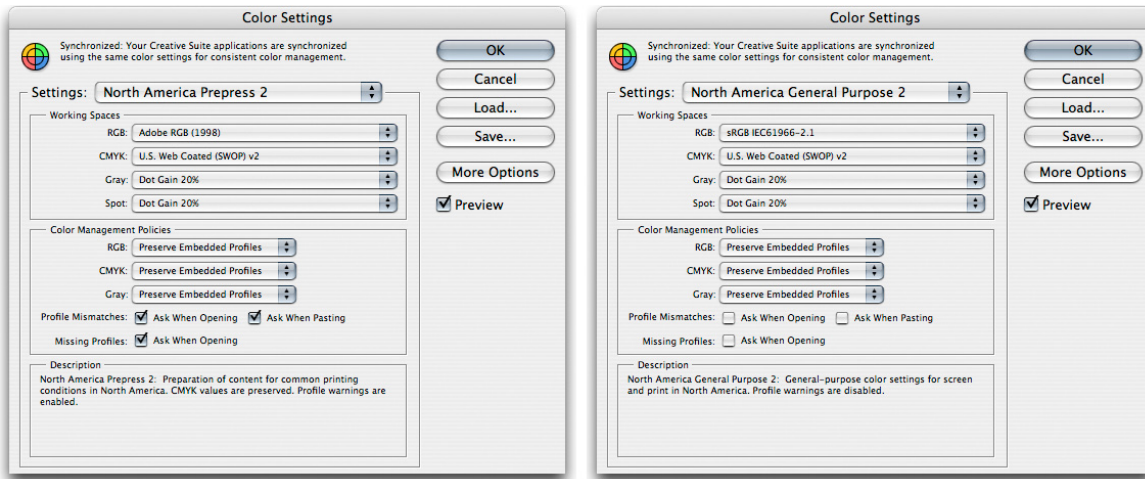 Color Settings
Synchronized: Your Creative Suite applications are synchronized
using the same color settings for consistent color management.
OK
Cancel
Load...
Save...
More Options
Preview
Settings: North America Prepress 2
Working Spaces
RGB: Adobe RGB (1998)
CMYK: U.S. Web Coated (SWOP) v2
Gray: Dot Gain 20%
Spot: Dot Gain 20%
Color Management Policies
RGB: Preserve Embedded Profiles
CMYK: Preserve Embedded Profiles
Gray: Preserve Embedded Profiles
Profile Mismatches: Ask When Opening Ask When Pasting
Missing Profiles: Ask When Opening
Description
North America Prepress 2: Preparation of content for common printing
conditions in North America. CMYK values are preserved. Profile warnings are
enabled.
Color Settings
Synchronized: Your Creative Suite applications are synchronized
using the same color settings for consistent color management.
OK
Cancel
Load...
Save...
More Options
Preview
Settings: North America General Purpose 2
Working Spaces
RGB: sRGB IEC61966-2.1
CMYK: U.S. Web Coated (SWOP) v2
Gray: Dot Gain 20%
Spot: Dot Gain 20%
Color Management Policies
RGB: Preserve Embedded Profiles
CMYK: Preserve Embedded Profiles
Gray: Preserve Embedded Profiles
Profile Mismatches: Ask When Opening Ask When Pasting
Missing Profiles: Ask When Opening
Description
North America General Purpose 2: General-purpose color settings for screen
and print in North America. Profile warnings are disabled.